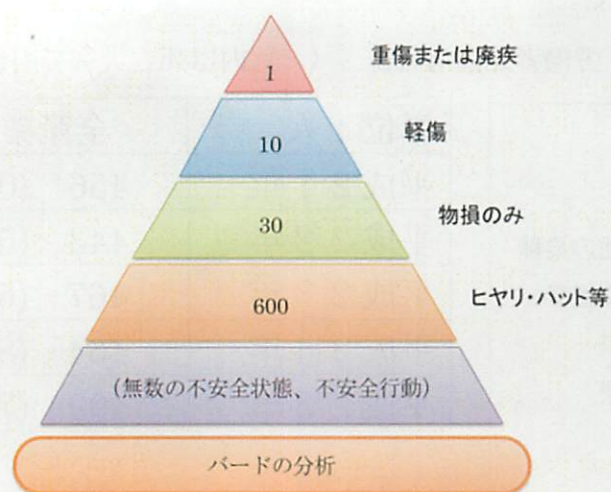 1
重傷または廃疾
10
軽傷
30
物損のみ
600
ヒヤリ・ハット等
(無数の不安全状態、不安全行動)
バードの分析